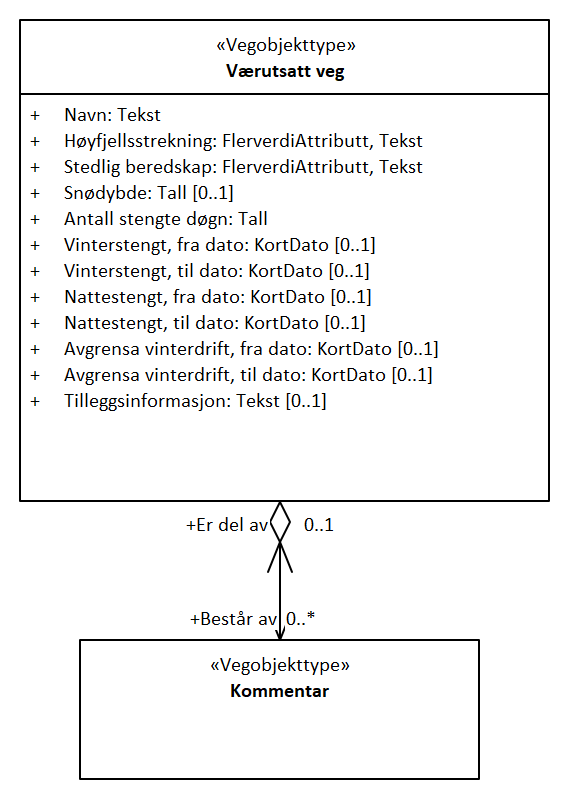 «Vegobjekttype»
Værutsatt veg
+ Navn: Tekst
+ Høyfjellsstrekning: FlerverdiAttributt, Tekst
+ Stedlig beredskap: FlerverdiAttributt, Tekst
+ Snødybde: Tall [0..1]
+ Antall stengte døgn: Tall
+ Vinterstengt, fra dato: KortDato [0..1]
+ Vinterstengt, til dato: KortDato [0..1]
+ Nattestengt, fra dato: KortDato [0..1]
+ Nattestengt, til dato: KortDato [0..1]
+ Avgrensa vinterdrift, fra dato: KortDato [0..1]
+ Avgrensa vinterdrift, til dato: KortDato [0..1]
+ Tilleggsinformasjon: Tekst [0..1]
+Er del av 0..1
+Består av 0..*
«Vegobjekttype»
Kommentar